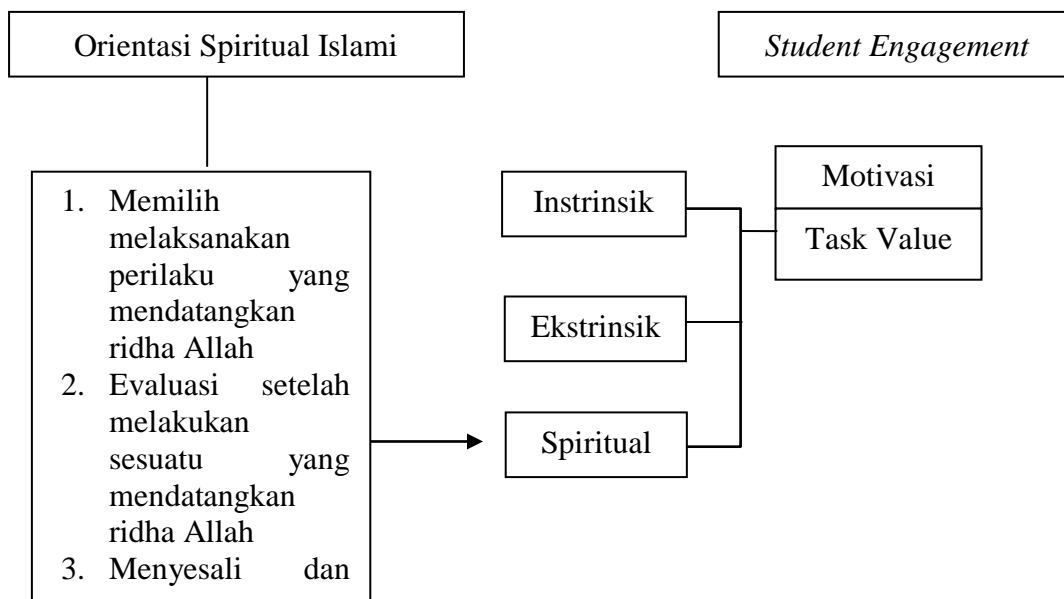 Orientasi Spiritual Islami
Student Engagement
1. Memilih
melaksanakan
perilaku yang
mendatangkan
ridha Allah
2. Evaluasi setelah
melakukan
sesuatu yang
mendatangkan
ridha Allah
3. Menyesali dan
Instrinsik
Ekstrinsik
Spiritual
Motivasi
Task Value